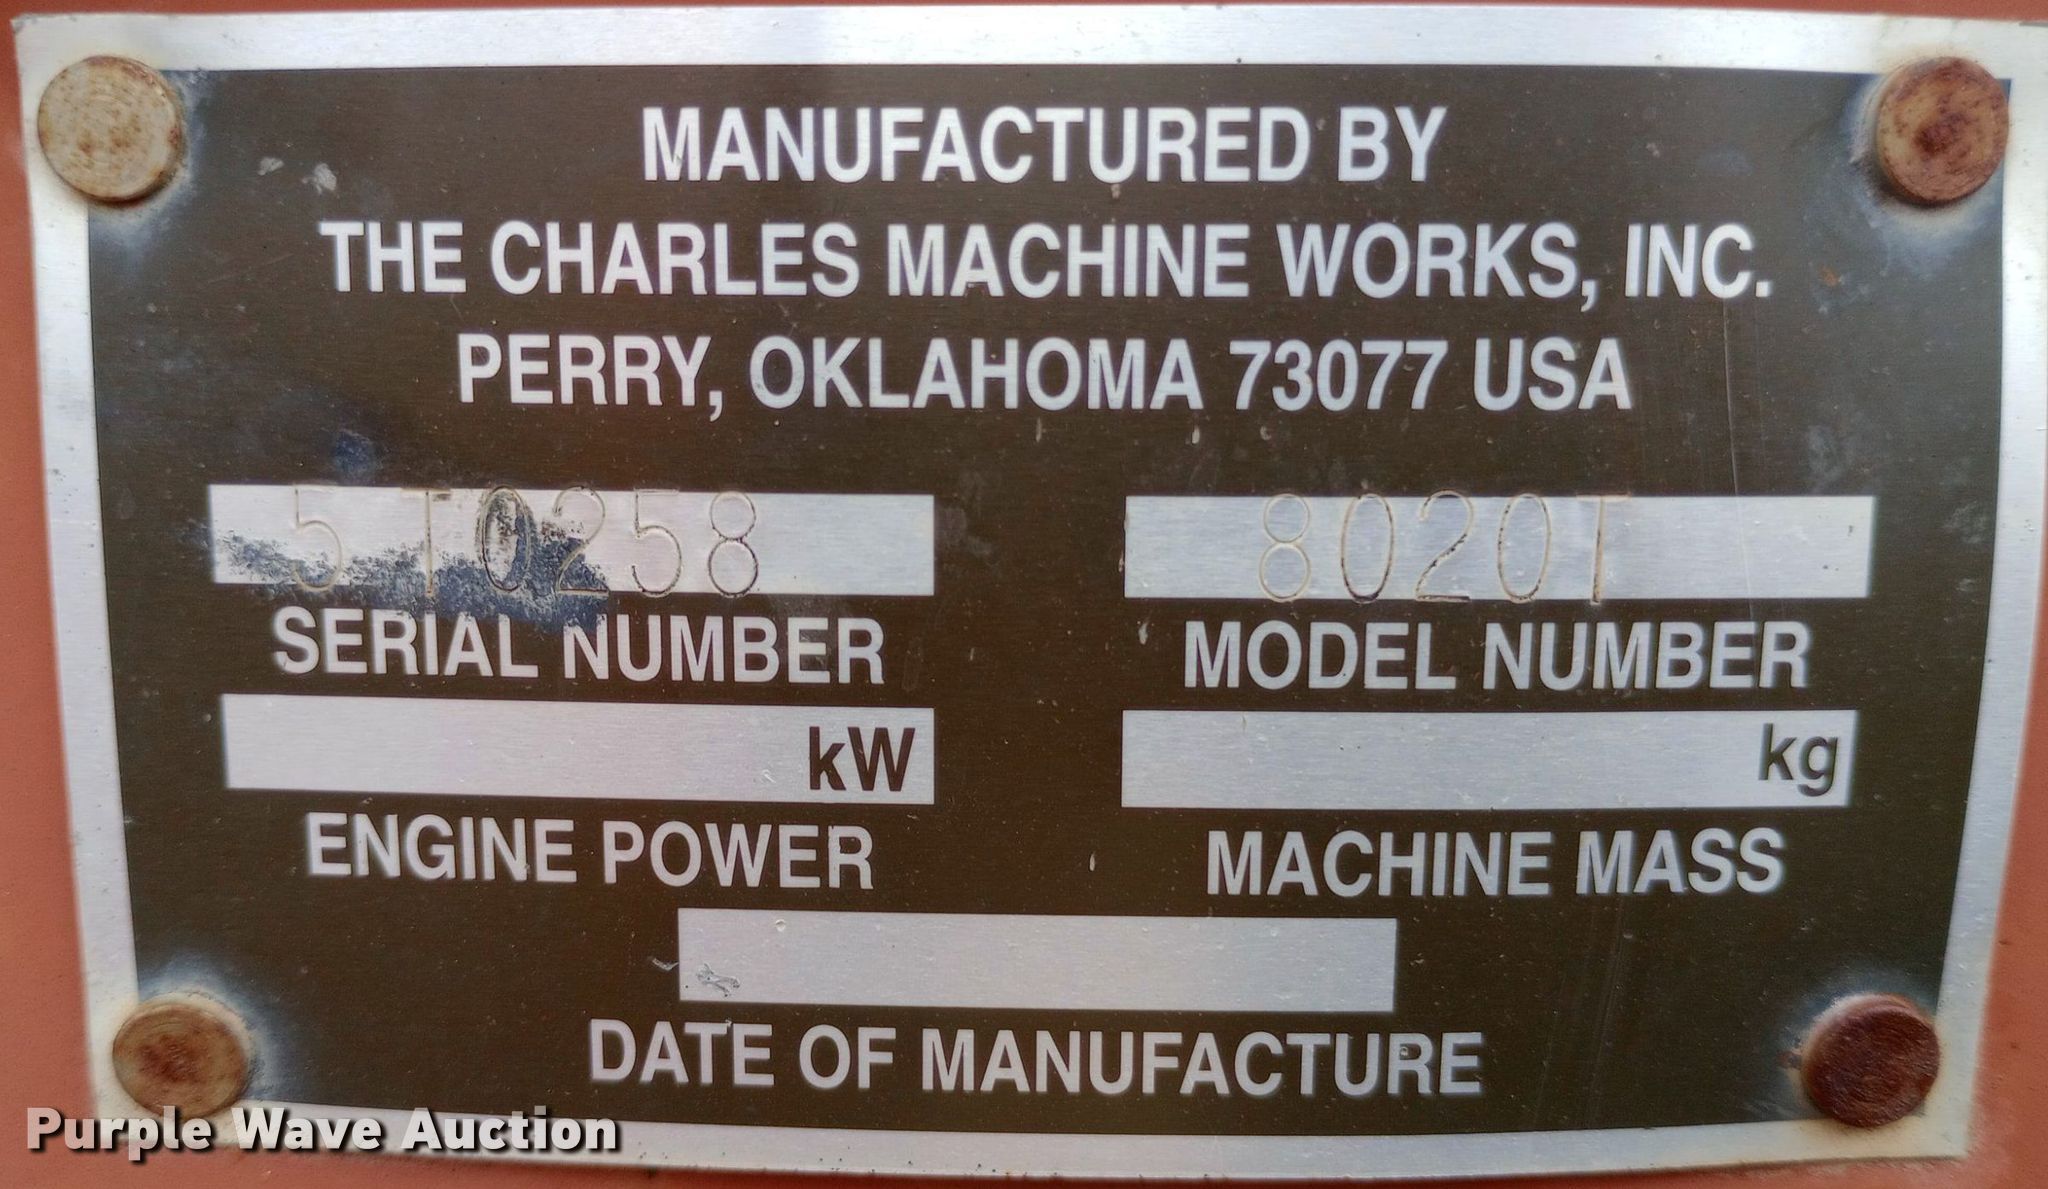 MANUFACTURED BY
THE CHARLES MACHINE WORKS, INC.
PERRY, OKLAHOMA 73077 USA
5T0258 8020T
SERIAL NUMBER MODEL NUMBER
kW kg
ENGINE POWER MACHINE MASS
DATE OF MANUFACTURE
Purple Wave Auction